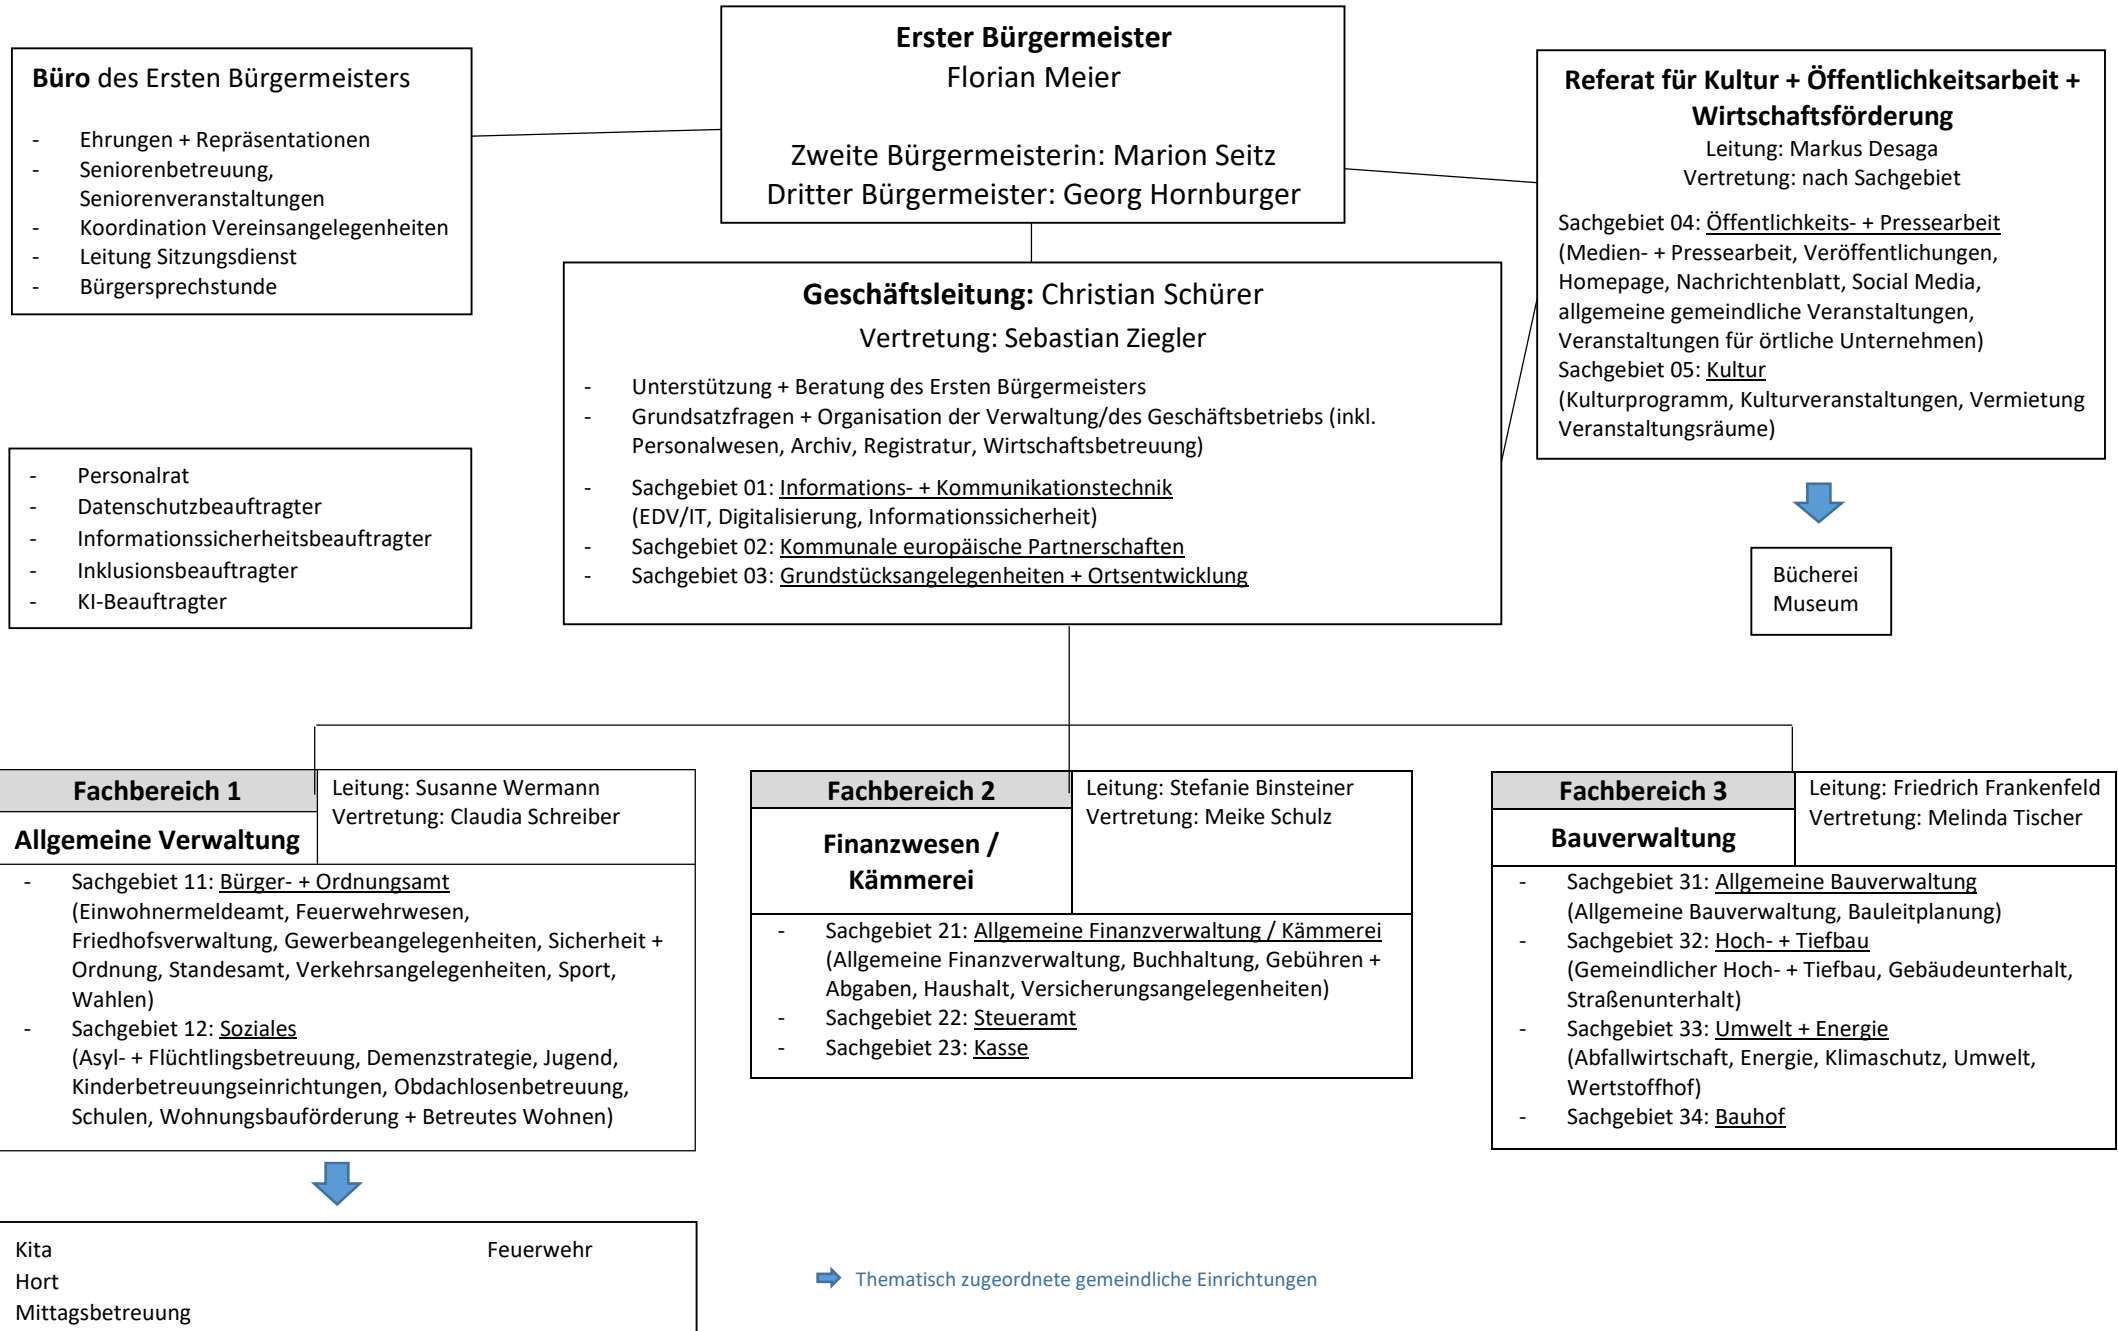 Erster Bürgermeister
Florian Meier
Zweite Bürgermeisterin: Marion Seitz
Dritter Bürgermeister: Georg Hornburger
Büro des Ersten Bürgermeisters
- Ehrungen + Repräsentationen
- Seniorenbetreuung,
Seniorenveranstaltungen
- Koordination Vereinsangelegenheiten
- Leitung Sitzungsdienst
- Bürgersprechstunde
Referat für Kultur + Öffentlichkeitsarbeit +
Wirtschaftsförderung
Leitung: Markus Desaga
Vertretung: nach Sachgebiet
Sachgebiet 04: Öffentlichkeits- + Pressearbeit
(Medien- + Pressearbeit, Veröffentlichungen,
Homepage, Nachrichtenblatt, Social Media,
allgemeine gemeindliche Veranstaltungen,
Veranstaltungen für örtliche Unternehmen)
Sachgebiet 05: Kultur
(Kulturprogramm, Kulturveranstaltungen, Vermietung
Veranstaltungsräume)
Geschäftsleitung: Christian Schürer
Vertretung: Sebastian Ziegler
- Unterstützung + Beratung des Ersten Bürgermeisters
- Grundsatzfragen + Organisation der Verwaltung/des Geschäftsbetriebs (inkl.
Personalwesen, Archiv, Registratur, Wirtschaftsbetreuung)
- Sachgebiet 01: Informations- + Kommunikationstechnik
(EDV/IT, Digitalisierung, Informationssicherheit)
- Sachgebiet 02: Kommunale europäische Partnerschaften
- Sachgebiet 03: Grundstücksangelegenheiten + Ortsentwicklung
- Personalrat
- Datenschutzbeauftragter
- Informationssicherheitsbeauftragter
- Inklusionsbeauftragter
- KI-Beauftragter
Bücherei
Museum
Fachbereich 1
Allgemeine Verwaltung
Leitung: Susanne Wermann
Vertretung: Claudia Schreiber
- Sachgebiet 11: Bürger- + Ordnungsamt
(Einwohnermeldeamt, Feuerwehrwesen,
Friedhofsverwaltung, Gewerbeangelegenheiten, Sicherheit +
Ordnung, Standesamt, Verkehrsangelegenheiten, Sport,
Wahlen)
- Sachgebiet 12: Soziales
(Asyl- + Flüchtlingsbetreuung, Demenzstrategie, Jugend,
Kinderbetreuungseinrichtungen, Obdachlosenbetreuung,
Schulen, Wohnungsbauförderung + Betreutes Wohnen)
Fachbereich 2
Finanzwesen /
Kämmerei
Leitung: Stefanie Binsteiner
Vertretung: Meike Schulz
- Sachgebiet 21: Allgemeine Finanzverwaltung / Kämmerei
(Allgemeine Finanzverwaltung, Buchhaltung, Gebühren +
Abgaben, Haushalt, Versicherungsangelegenheiten)
- Sachgebiet 22: Steueramt
- Sachgebiet 23: Kasse
Fachbereich 3
Bauverwaltung
Leitung: Friedrich Frankenfeld
Vertretung: Melinda Tischer
- Sachgebiet 31: Allgemeine Bauverwaltung
(Allgemeine Bauverwaltung, Bauleitplanung)
- Sachgebiet 32: Hoch- + Tiefbau
(Gemeindlicher Hoch- + Tiefbau, Gebäudeunterhalt,
Straßenunterhalt)
- Sachgebiet 33: Umwelt + Energie
(Abfallwirtschaft, Energie, Klimaschutz, Umwelt,
Wertstoffhof)
- Sachgebiet 34: Bauhof
Kita Feuerwehr
Hort
Mittagsbetreuung
Thematisch zugeordnete gemeindliche Einrichtungen